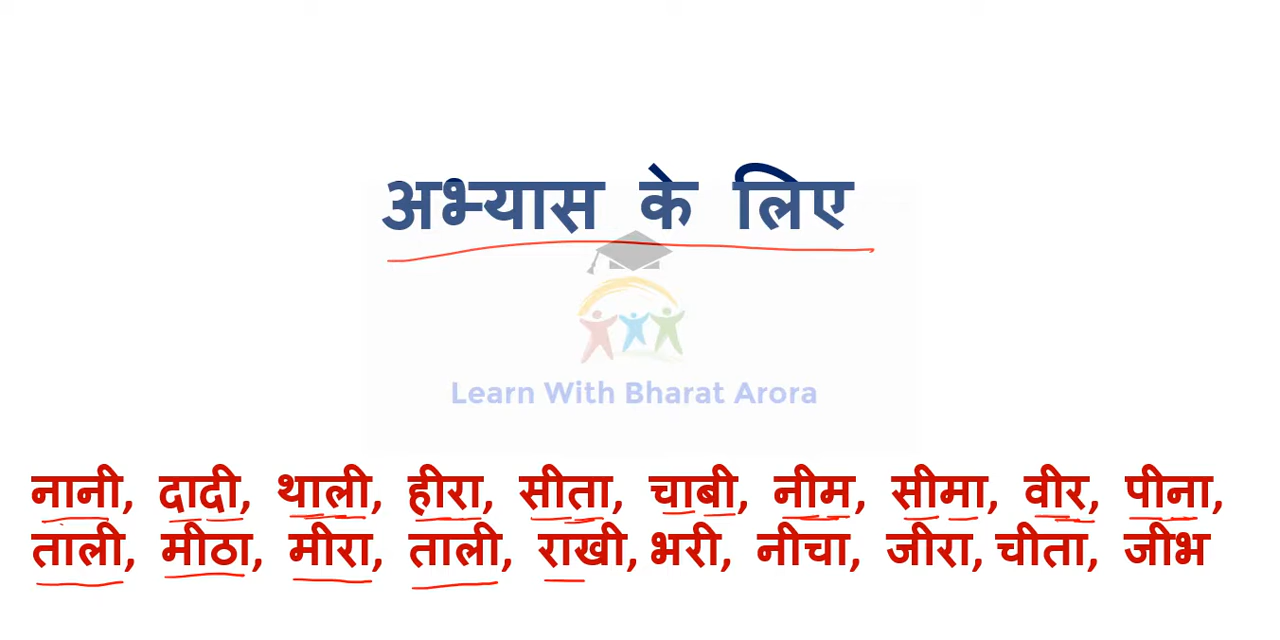 अभ्यास के लिए
Learn With Bharat Arora
नानी, दादी, थाली, हीरा, सीता, चाबी, नीम, सीमा, वीर, पीना,
ताली, मीठा, मीरा, ताली, राखी, भरी, नीचा, जीरा, चीता, जीभ